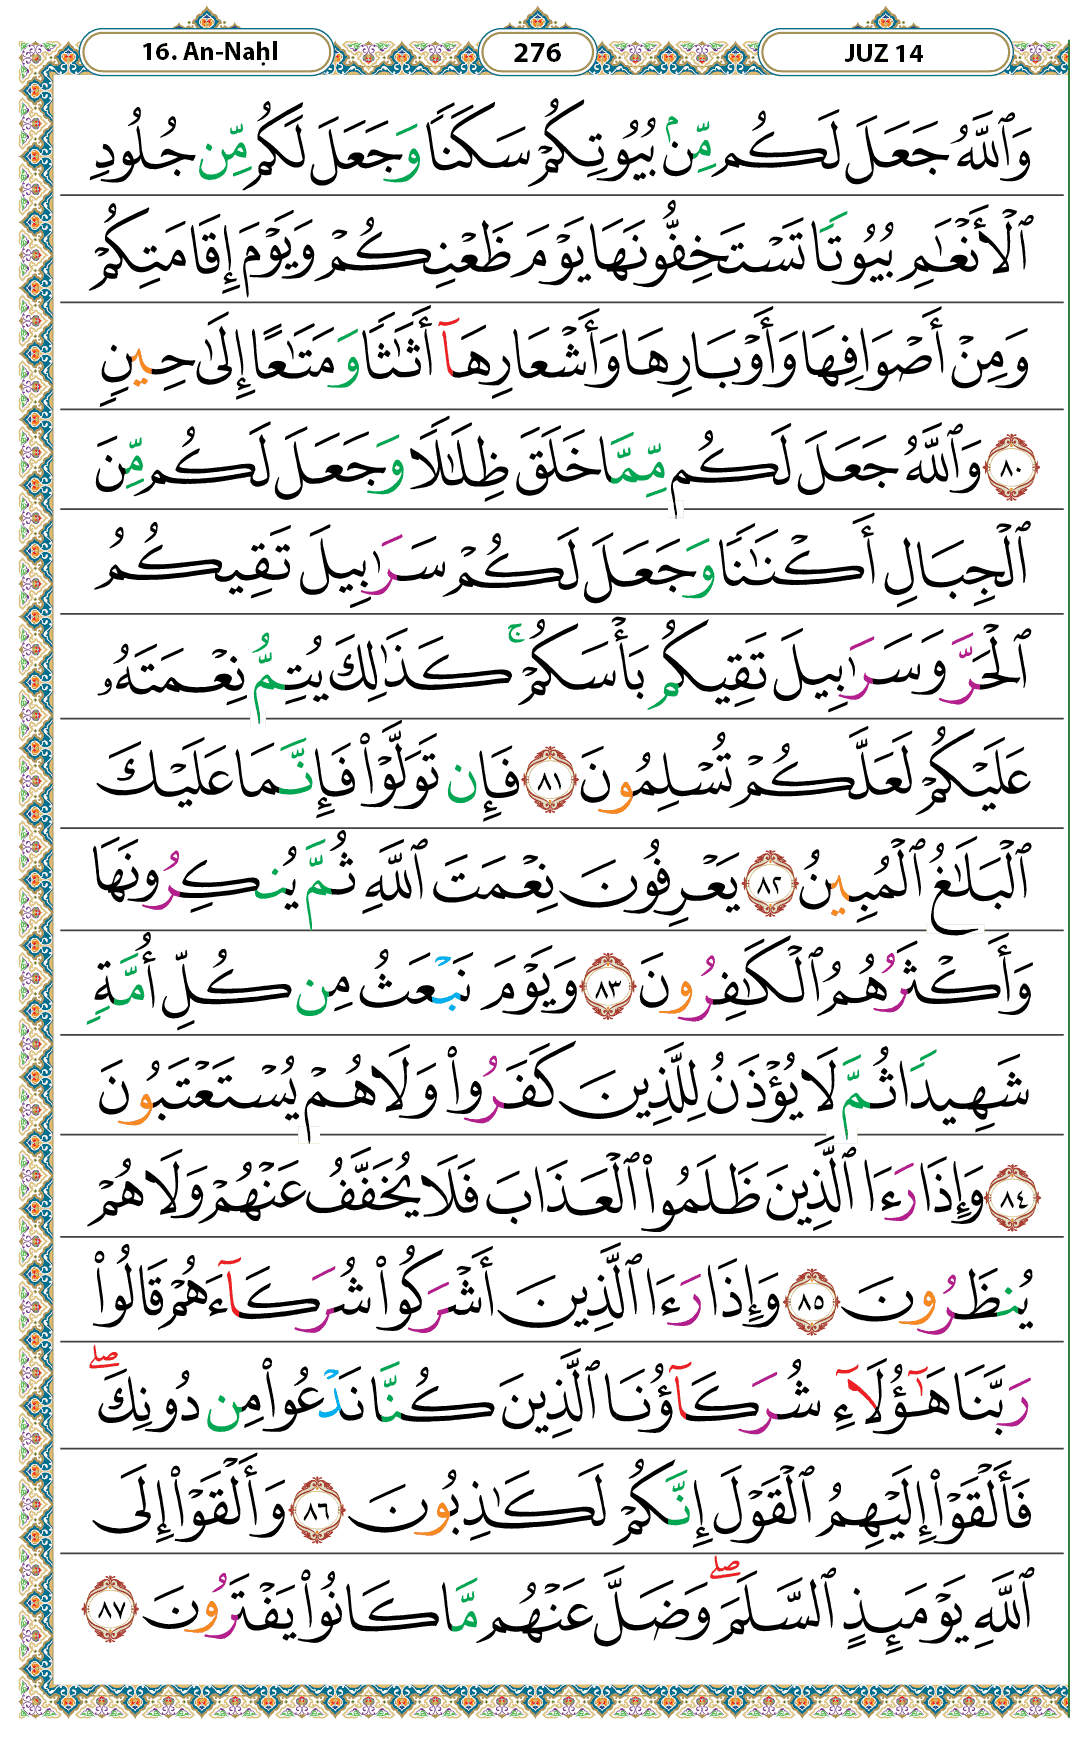 16. An-Naḥl 276 JUZ 14
وَٱللَّهُ جَعَلَ لَكُم مِّنۢ بُيُوتِكُمْ سَكَنًا وَجَعَلَ لَكُم مِّن جُلُودِ
ٱلْأَنْعَٰمِ بُيُوتًا تَسْتَخِفُّونَهَا يَوْمَ ظَعْنِكُمْ وَيَوْمَ إِقَامَتِكُمْ
وَمِنْ أَصْوَافِهَا وَأَوْبَارِهَا وَأَشْعَارِهَآ أَثَٰثًا وَمَتَٰعًا إِلَىٰ حِينٍ
٨٠ وَٱللَّهُ جَعَلَ لَكُم مِّمَّا خَلَقَ ظِلَٰلًا وَجَعَلَ لَكُم مِّنَ
ٱلْجِبَالِ أَكْنَٰنًا وَجَعَلَ لَكُمْ سَرَٰبِيلَ تَقِيكُمُ
ٱلْحَرَّ وَسَرَٰبِيلَ تَقِيكُم بَأْسَكُمْ ۚ كَذَٰلِكَ يُتِمُّ نِعْمَتَهُۥ
عَلَيْكُمْ لَعَلَّكُمْ تُسْلِمُونَ ٨١ فَإِن تَوَلَّوْا۟ فَإِنَّمَا عَلَيْكَ
ٱلْبَلَٰغُ ٱلْمُبِينُ ٨٢ يَعْرِفُونَ نِعْمَتَ ٱللَّهِ ثُمَّ يُنكِرُونَهَا
وَأَكْثَرُهُمُ ٱلْكَٰفِرُونَ ٨٣ وَيَوْمَ نَبْعَثُ مِن كُلِّ أُمَّةٍ
شَهِيدًا ثُمَّ لَا يُؤْذَنُ لِلَّذِينَ كَفَرُوا۟ وَلَا هُمْ يُسْتَعْتَبُونَ
٨٤ وَإِذَا رَءَا ٱلَّذِينَ ظَلَمُوا۟ ٱلْعَذَابَ فَلَا يُخَفَّفُ عَنْهُمْ وَلَا هُمْ
يُنظَرُونَ ٨٥ وَإِذَا رَءَا ٱلَّذِينَ أَشْرَكُوا۟ شُرَكَآءَهُمْ قَالُوا۟
رَبَّنَا هَٰٓؤُلَآءِ شُرَكَآؤُنَا ٱلَّذِينَ كُنَّا نَدْعُوا۟ مِن دُونِكَ ۖ
فَأَلْقَوْا۟ إِلَيْهِمُ ٱلْقَوْلَ إِنَّكُمْ لَكَٰذِبُونَ ٨٦ وَأَلْقَوْا۟ إِلَى
ٱللَّهِ يَوْمَئِذٍ ٱلسَّلَمَ ۖ وَضَلَّ عَنْهُم مَّا كَانُوا۟ يَفْتَرُونَ ٨٧